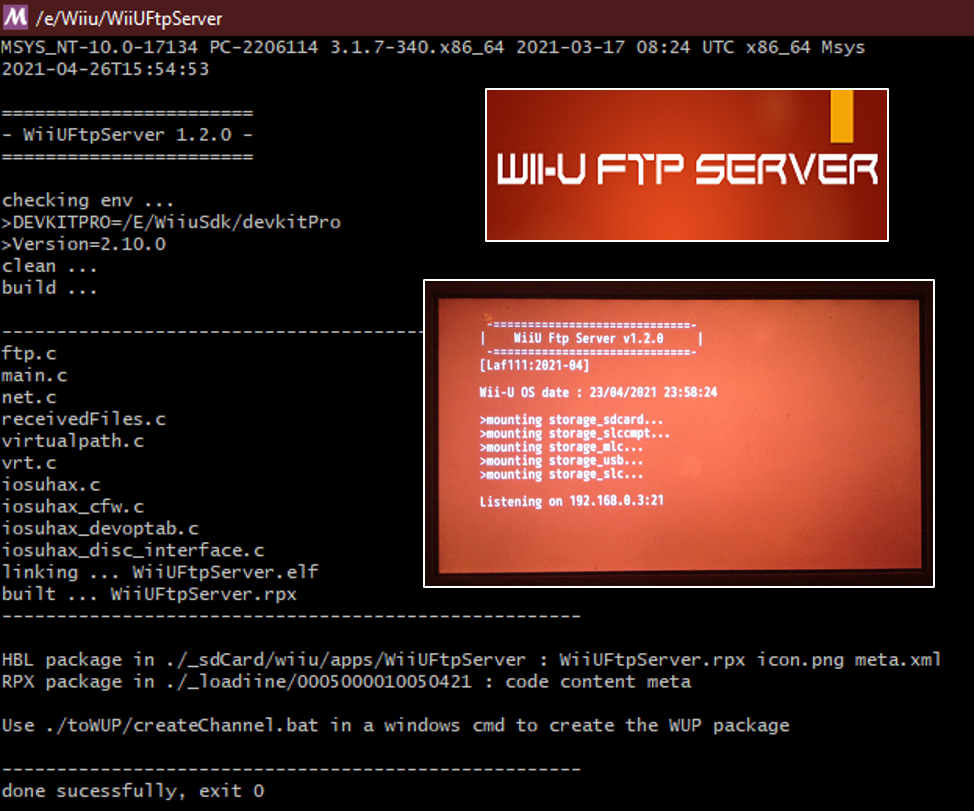 M /e/Wiiu/WiiUFtpServer
MSYS_NT-10.0-17134 PC-2206114 3.1.7-340.x86_64 2021-03-17 08:24 UTC x86_64 Msys
2021-04-26T15:54:53
=======================
- WiiUFtpServer 1.2.0 -
=======================
checking env ...
>DEVKITPRO=/E/WiiuSdk/devkitPro
>Version=2.10.0
clean ...
build ...
---------------------------------------
ftp.c
main.c
net.c
receivedFiles.c
virtualpath.c
vrt.c
iosuhax.c
iosuhax_cfw.c
iosuhax_devoptab.c
iosuhax_disc_interface.c
linking ... WiiUFtpServer.elf
built ... WiiUFtpServer.rpx
-----------------------------------------------------
HBL package in ./_sdCard/wiiu/apps/WiiUFtpServer : WiiUFtpServer.rpx icon.png meta.xml
RPX package in ./_loadiine/0005000010050421 : code content meta
Use ./toWUP/createChannel.bat in a windows cmd to create the WUP package
-----------------------------------------------------
done sucessfully, exit 0
WII-U FTP SERVER
-=============================-
|    WiiU Ftp Server v1.2.0    |
-=============================-
[Laf111:2021-04]
Wii-U OS date : 23/04/2021 23:58:24
>mounting storage_sdcard...
>mounting storage_slccmpt...
>mounting storage_mlc...
>mounting storage_usb...
>mounting storage_slc...
Listening on 192.168.0.3:21